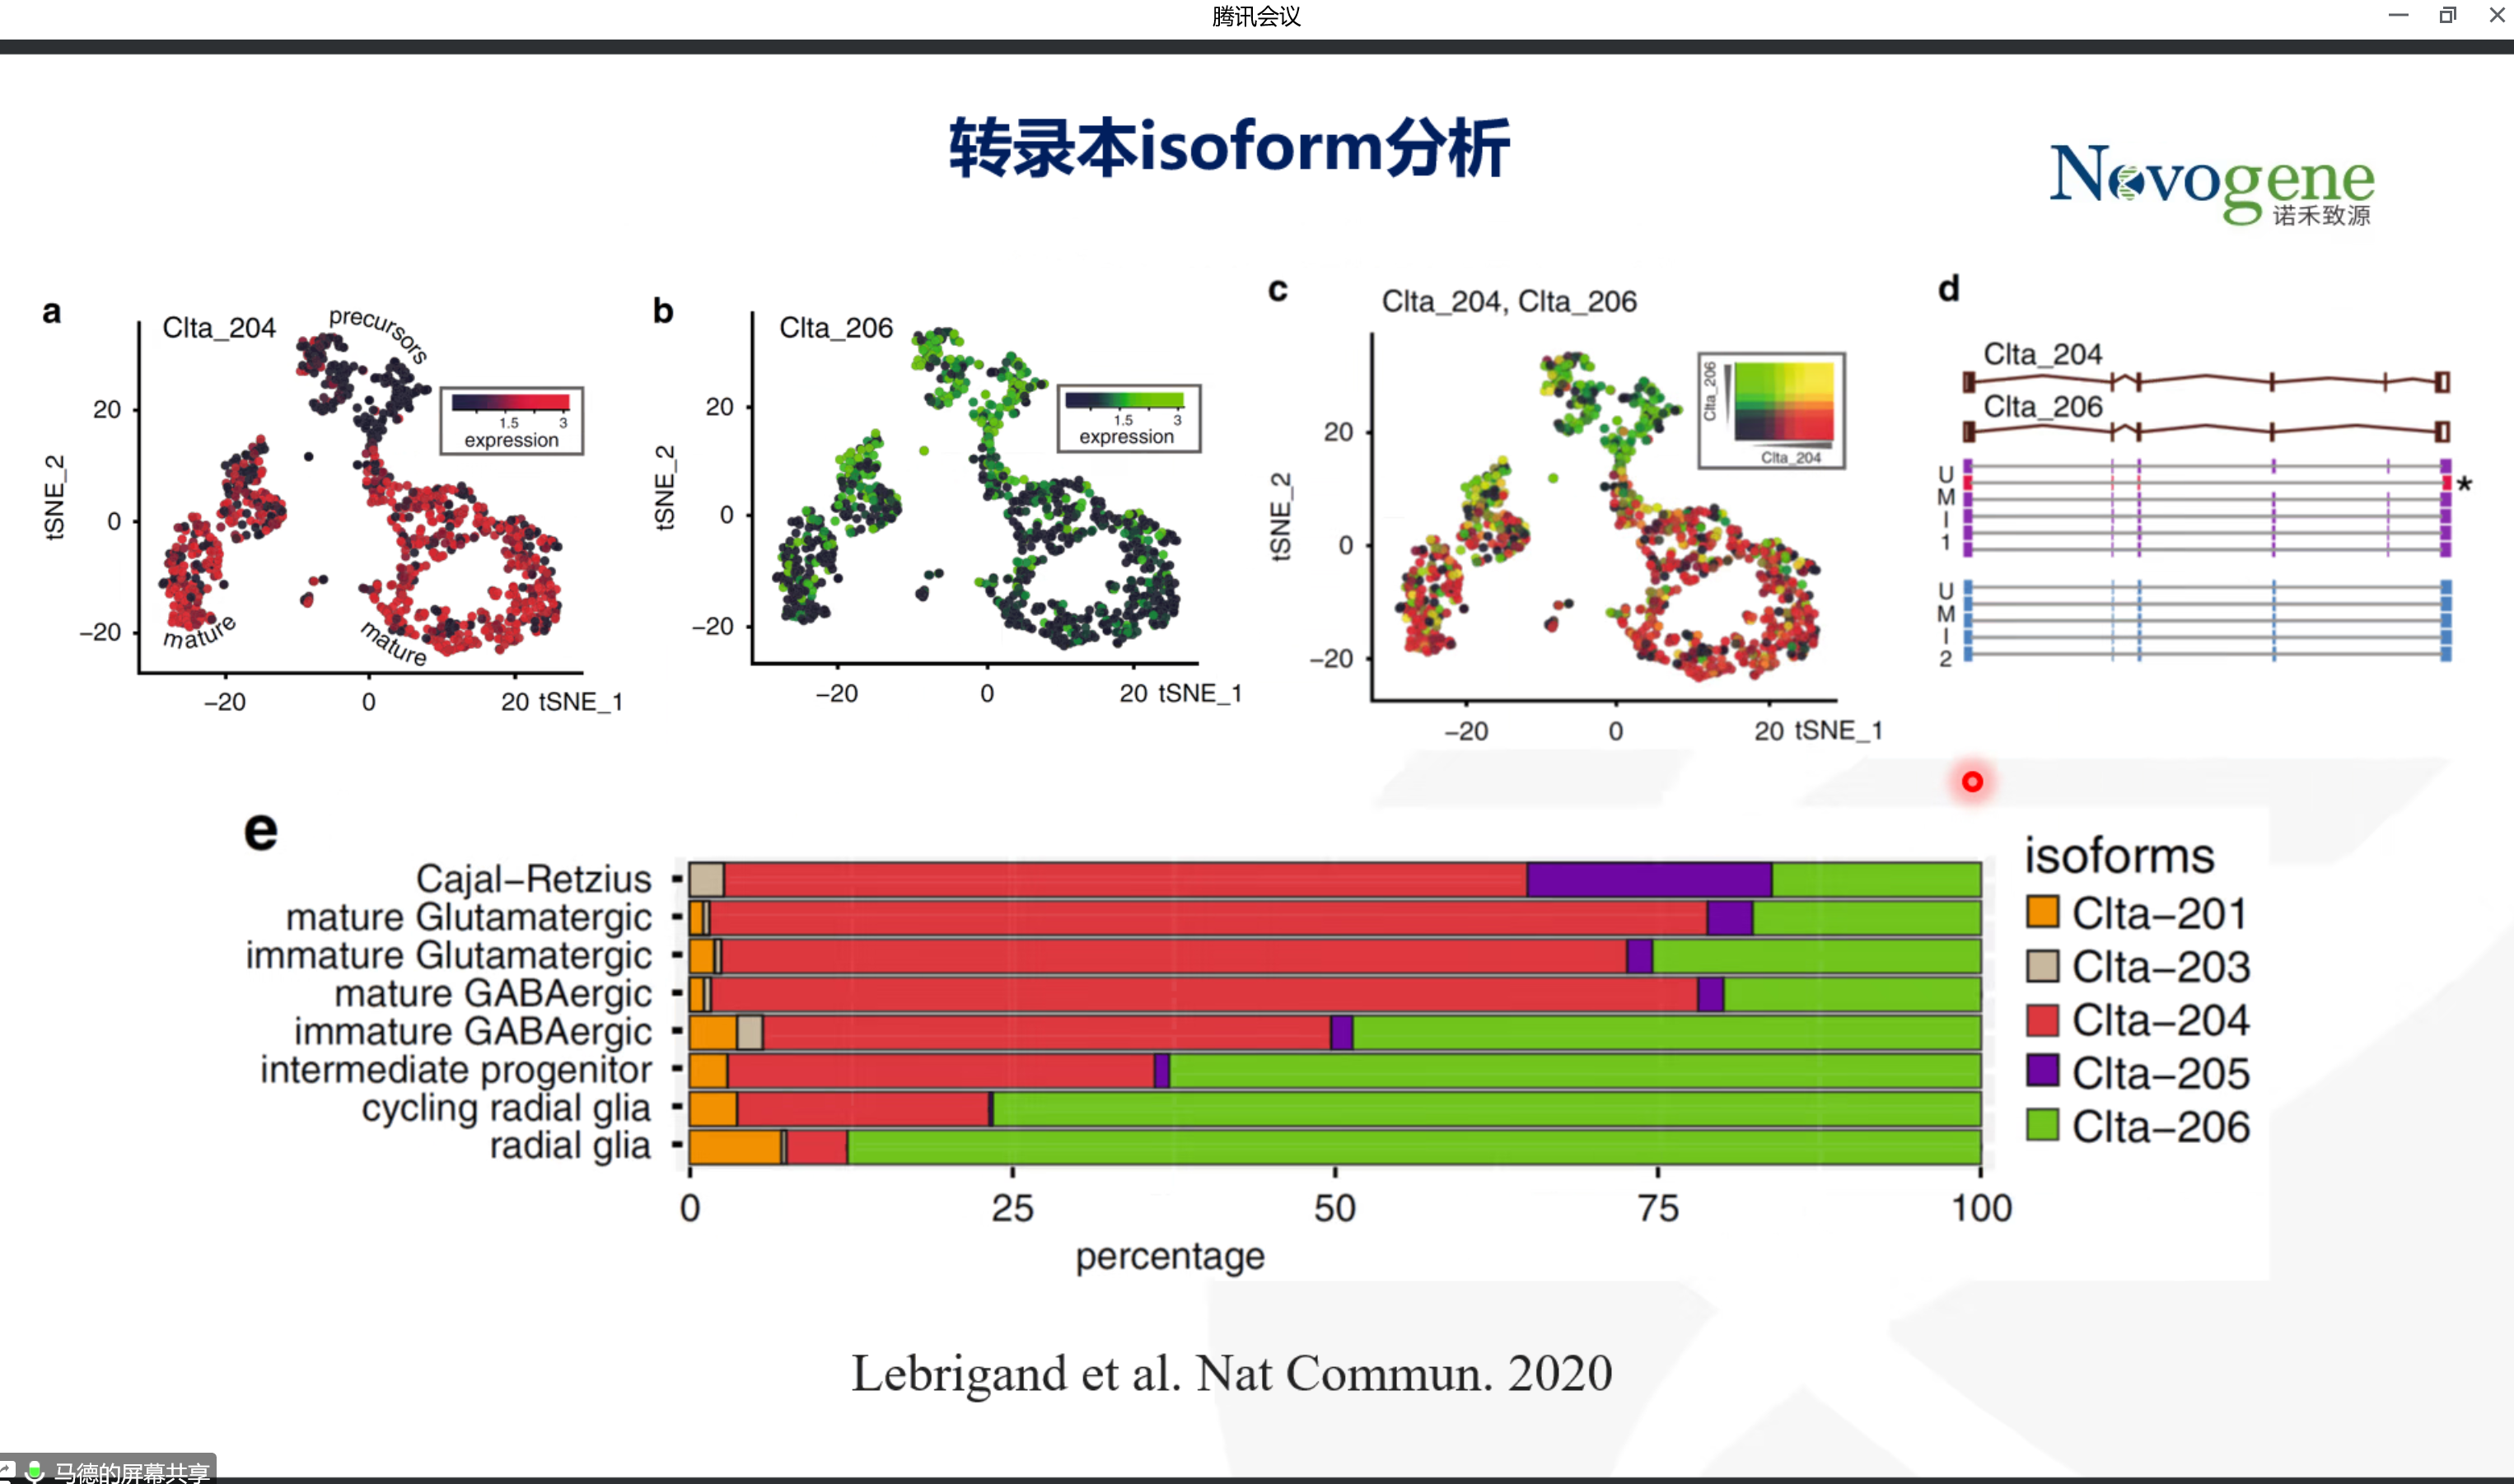 腾讯会议
转录本isoform分析
Novogene
诺禾致源
a
Clta_204
precursors
1.5 3
expression
mature
mature
tSNE_2
20
0
−20
−20 0 20 tSNE_1
b
Clta_206
1.5 3
expression
tSNE_2
20
0
−20
−20 0 20 tSNE_1
c
Clta_204, Clta_206
Clta_206
Clta_204
tSNE_2
20
0
−20
−20 0 20 tSNE_1
d
Clta_204
Clta_206
UMI1
*
UMI2
e
Cajal−Retzius
mature Glutamatergic
immature Glutamatergic
mature GABAergic
immature GABAergic
intermediate progenitor
cycling radial glia
radial glia
0 25 50 75 100
percentage
isoforms
Clta−201
Clta−203
Clta−204
Clta−205
Clta−206
Lebrigand et al. Nat Commun. 2020
马德的屏幕共享